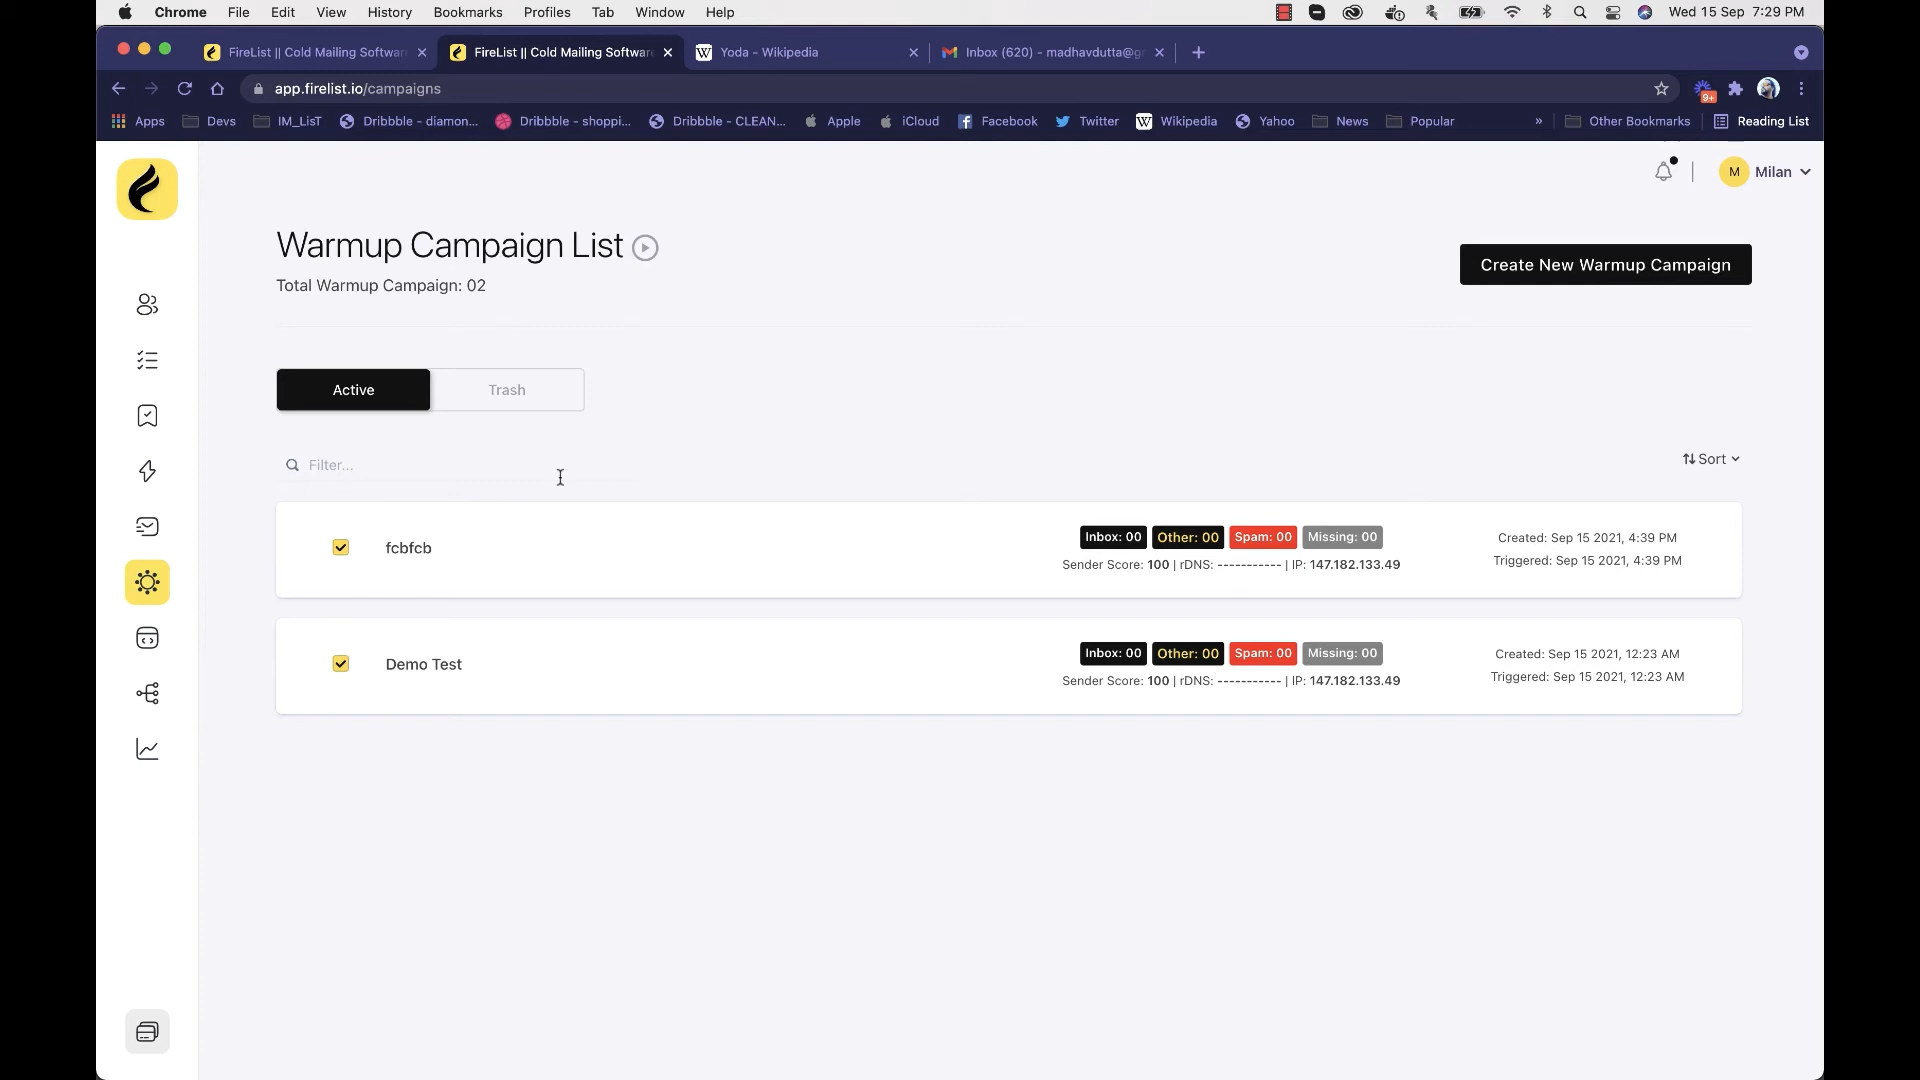 Chrome File Edit View History Bookmarks Profiles Tab Window Help Wed 15 Sep 7:29 PM
FireList || Cold Mailing Softwar FireList || Cold Mailing Softwar Yoda - Wikipedia Inbox (620) - madhavdutta@g
app.firelist.io/campaigns
9+
Apps Devs IM_LisT Dribbble - diamon... Dribbble - shoppi... Dribbble - CLEAN... Apple iCloud Facebook Twitter Wikipedia Yahoo News Popular » Other Bookmarks Reading List
M Milan
Warmup Campaign List
Create New Warmup Campaign
Total Warmup Campaign: 02
Active Trash
Filter...
Sort
fcbfcb
Inbox: 00 Other: 00 Spam: 00 Missing: 00
Sender Score: 100 | rDNS: ----------- | IP: 147.182.133.49
Created: Sep 15 2021, 4:39 PM
Triggered: Sep 15 2021, 4:39 PM
Demo Test
Inbox: 00 Other: 00 Spam: 00 Missing: 00
Sender Score: 100 | rDNS: ----------- | IP: 147.182.133.49
Created: Sep 15 2021, 12:23 AM
Triggered: Sep 15 2021, 12:23 AM